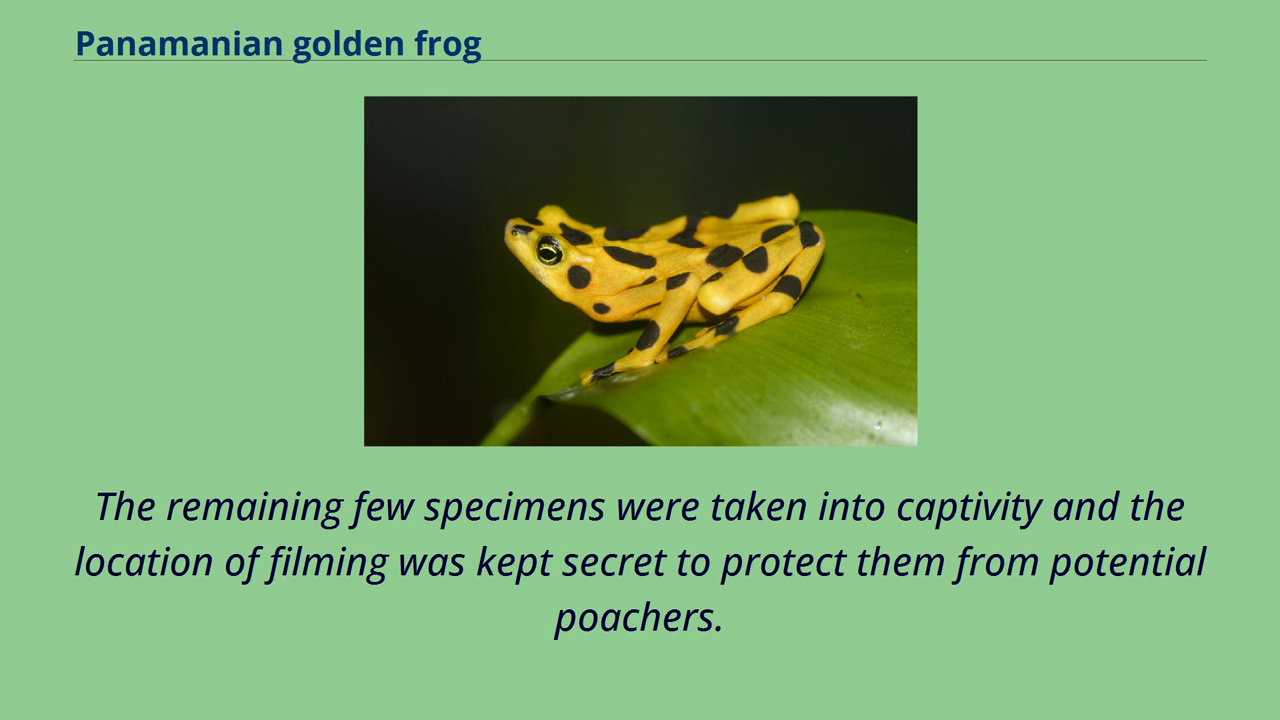 Panamanian golden frog
The remaining few specimens were taken into captivity and the
location of filming was kept secret to protect them from potential
poachers.